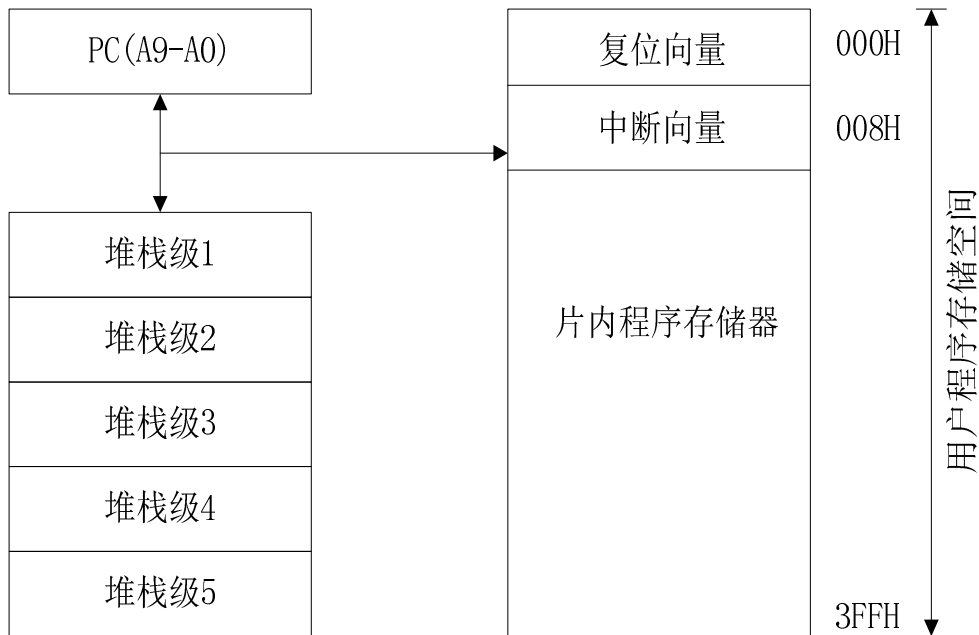 PC(A9-A0)
堆栈级1
堆栈级2
堆栈级3
堆栈级4
堆栈级5
复位向量
000H
中断向量
008H
片内程序存储器
3FFH
用户程序存储空间